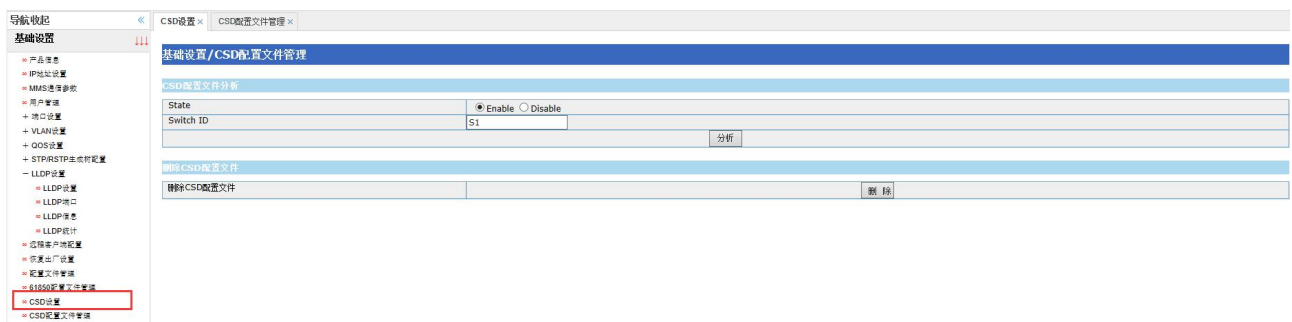 导航收起
基础设置
产品信息
IP地址设置
MMS通信参数
用户管理
+ 端口设置
+ VLAN设置
+ QOS设置
+ STP/RSTP生成树配置
- LLDP设置
LLDP设置
LLDP端口
LLDP信息
LLDP统计
远程客户端配置
恢复出厂设置
配置文件管理
61850配置文件管理
CSD设置
CSD配置文件管理
CSD设置 × CSD配置文件管理 ×
基础设置/CSD配置文件管理
CSD配置文件分析
State Enable Disable
Switch ID S1
分析
删除CSD配置文件
删除CSD配置文件 删 除